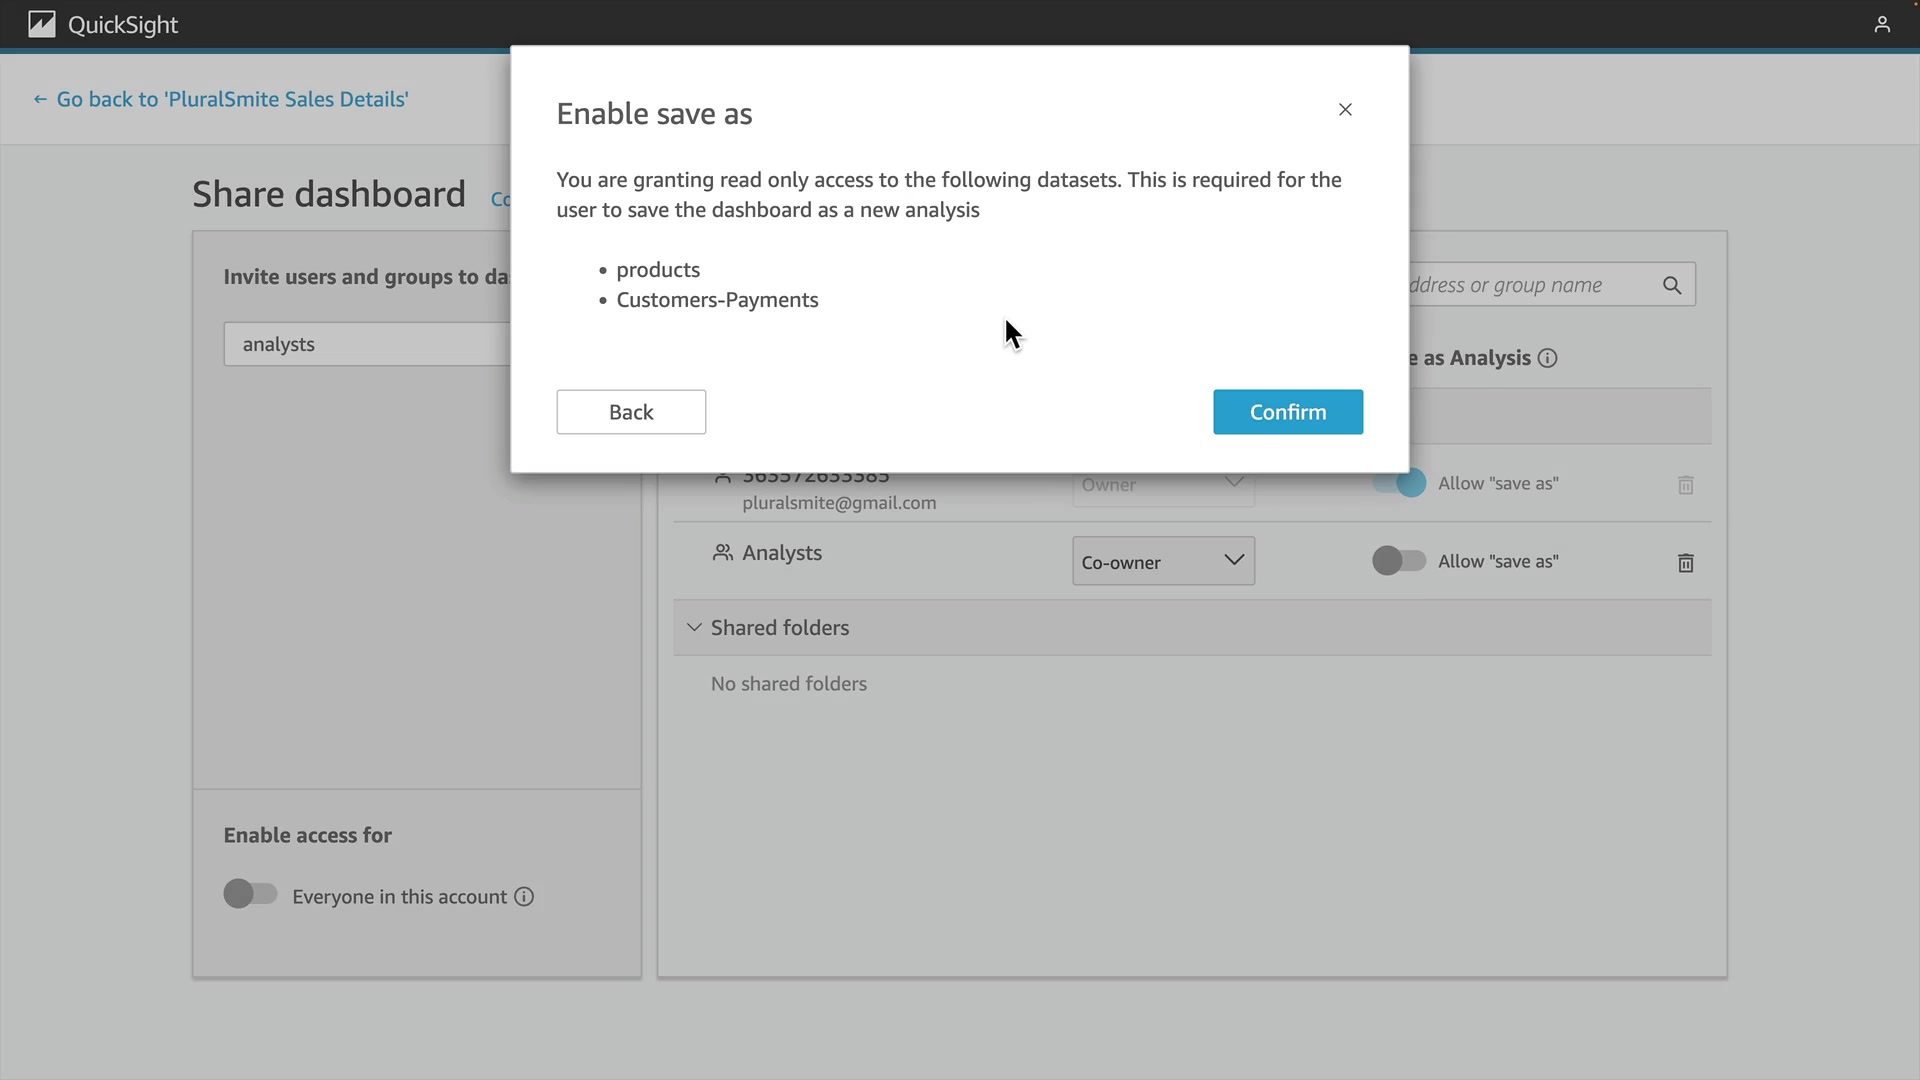 QuickSight
← Go back to 'PluralSmite Sales Details'
Enable save as
You are granting read only access to the following datasets. This is required for the
user to save the dashboard as a new analysis
• products
• Customers-Payments
Back
Confirm
Share dashboard
Invite users and groups to
analysts
or group name
as Analysis
363572633385
pluralsmite@gmail.com
Owner
Allow "save as"
Analysts
Co-owner
Allow "save as"
Shared folders
No shared folders
Enable access for
Everyone in this account